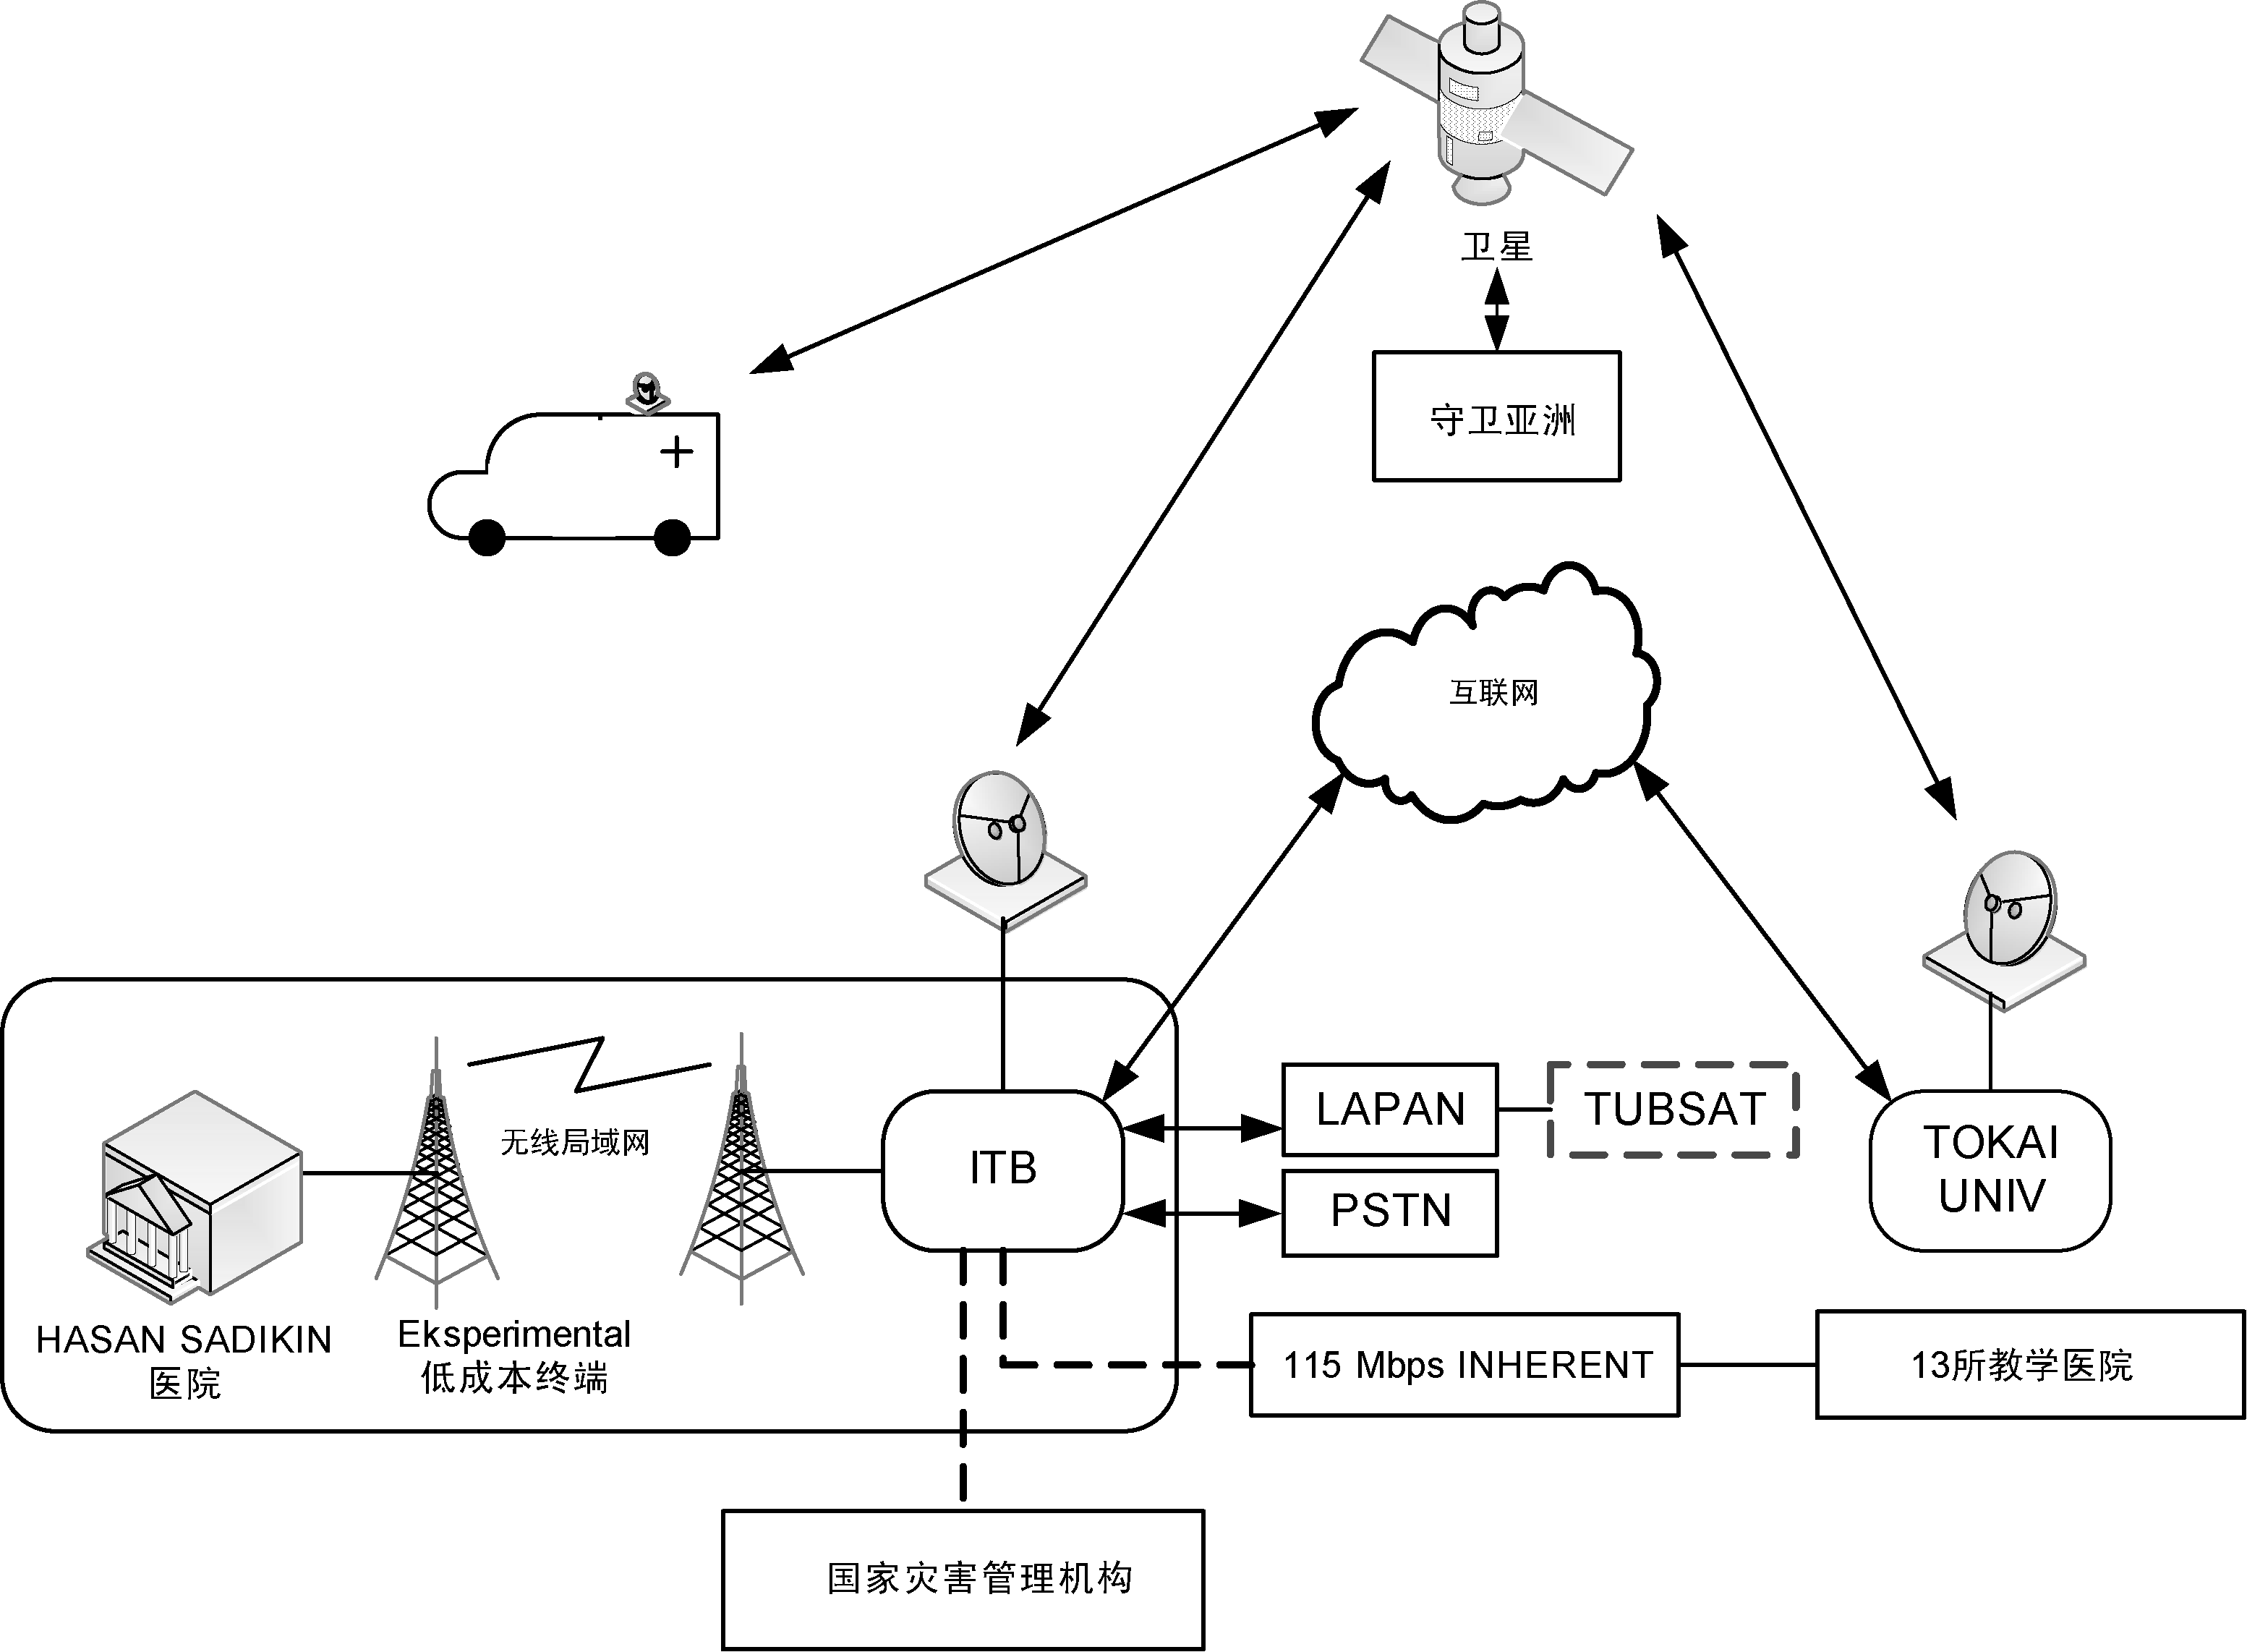 卫星
守卫亚洲
互联网
无线局域网
HASAN SADIKIN
医院
Eksperimental
低成本终端
ITB
LAPAN
TUBSAT
PSTN
TOKAI
UNIV
115 Mbps INHERENT
13所教学医院
国家灾害管理机构